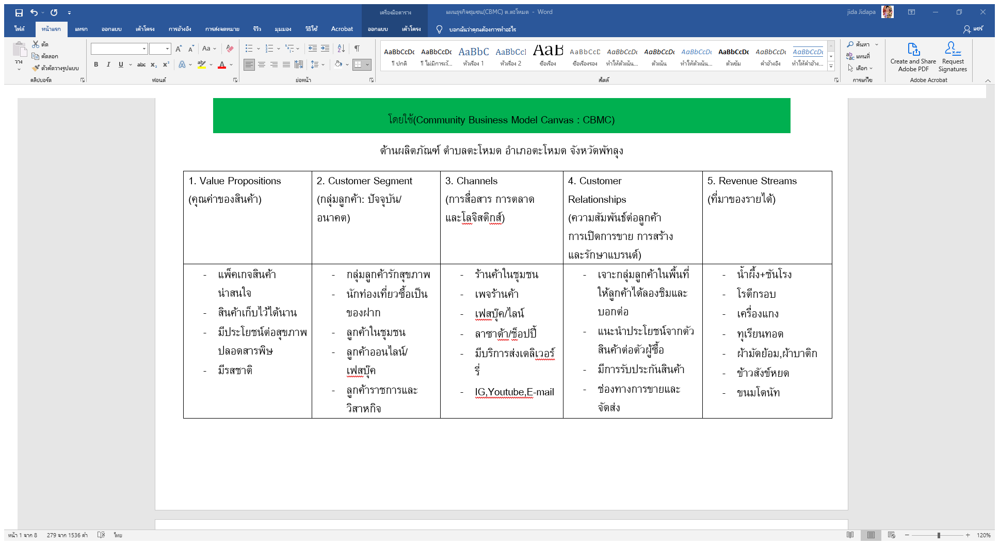 เครื่องมือตาราง
แผนธุรกิจชุมชน(CBMC) ต.ตะโหมด - Word
jida Jidapa
ไฟล์ หน้าแรก แทรก ออกแบบ เค้าโครง การอ้างอิง การส่งจดหมาย รีวิว มุมมอง วิธีใช้ Acrobat ออกแบบ เค้าโครง บอกฉันว่าคุณต้องการทำอะไร แชร์
วาง
ตัด
คัดลอก
ตัวคัดวางรูปแบบ
คลิปบอร์ด
ฟอนต์
ย่อหน้า
AaBbCcDc AaBbCcDc AaBbC AaBbCcI AaB AaBbCcD AaBbCcDc AaBbCcDc AaBbCcDc AaBbCcDc AaBbCcDc AaBbCcDc
¶ ปกติ ¶ ไม่มีการเว้... หัวเรื่อง 1 หัวเรื่อง 2 ชื่อเรื่อง ชื่อเรื่องรอง ทำให้ตัวเน้น... ตัวเน้น ทำให้ตัวเน้น... ตัวเข้ม คำอ้างอิง ทำให้คำอ้าง...
สไตล์
ค้นหา
แทนที่
เลือก
การแก้ไข
Create and Share
Adobe PDF
Request
Signatures
Adobe Acrobat
โดยใช้(Community Business Model Canvas : CBMC)
ด้านผลิตภัณฑ์ ตำบลตะโหมด อำเภอตะโหมด จังหวัดพัทลุง
1. Value Propositions
(คุณค่าของสินค้า)
2. Customer Segment
(กลุ่มลูกค้า: ปัจจุบัน/
อนาคต)
3. Channels
(การสื่อสาร การตลาด
และโลจิสติกส์)
4. Customer
Relationships
(ความสัมพันธ์ต่อลูกค้า
การเปิดการขาย การสร้าง
และรักษาแบรนด์)
5. Revenue Streams
(ที่มาของรายได้)
- แพ็คเกจสินค้า
น่าสนใจ
- สินค้าเก็บไว้ได้นาน
- มีประโยชน์ต่อสุขภาพ
ปลอดสารพิษ
- มีรสชาติ
- กลุ่มลูกค้ารักสุขภาพ
- นักท่องเที่ยวซื้อเป็น
ของฝาก
- ลูกค้าในชุมชน
- ลูกค้าออนไลน์/
เฟสบุ๊ค
- ลูกค้าราชการและ
วิสาหกิจ
- ร้านค้าในชุมชน
- เพจร้านค้า
- เฟสบุ๊ค/ไลน์
- ลาซาด้า/ช็อปปี้
- มีบริการส่งเดลิเวอร์
รี่
- IG,Youtube,E-mail
- เจาะกลุ่มลูกค้าในพื้นที่
ให้ลูกค้าได้ลองชิมและ
บอกต่อ
- แนะนำประโยชน์จากตัว
สินค้าต่อตัวผู้ซื้อ
- มีการรับประกันสินค้า
- ช่องทางการขายและ
จัดส่ง
- น้ำผึ้ง+ชันโรง
- โรตีกรอบ
- เครื่องแกง
- ทุเรียนทอด
- ผ้ามัดย้อม,ผ้าบาติก
- ข้าวสังข์หยด
- ขนมโดนัท
หน้า 1 จาก 8 279 จาก 1536 คำ ไทย
120%